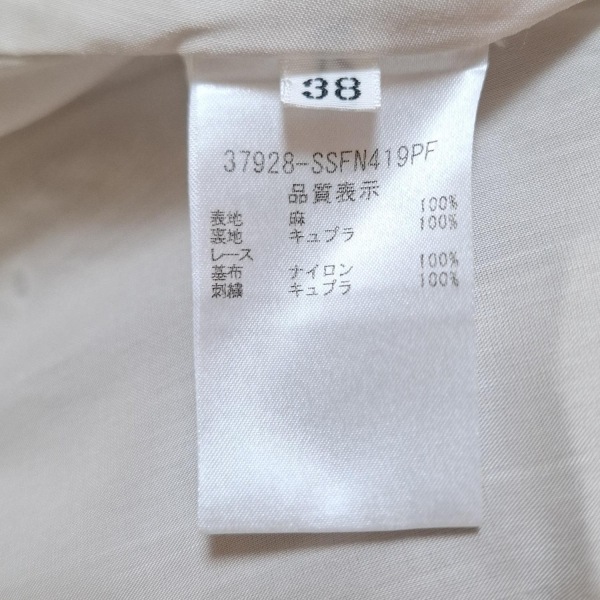 38
37928-SSFN419PF
品質表示
表地 麻 100%
裏地 キュプラ 100%
レース
基布 ナイロン 100%
刺繍 キュプラ 100%